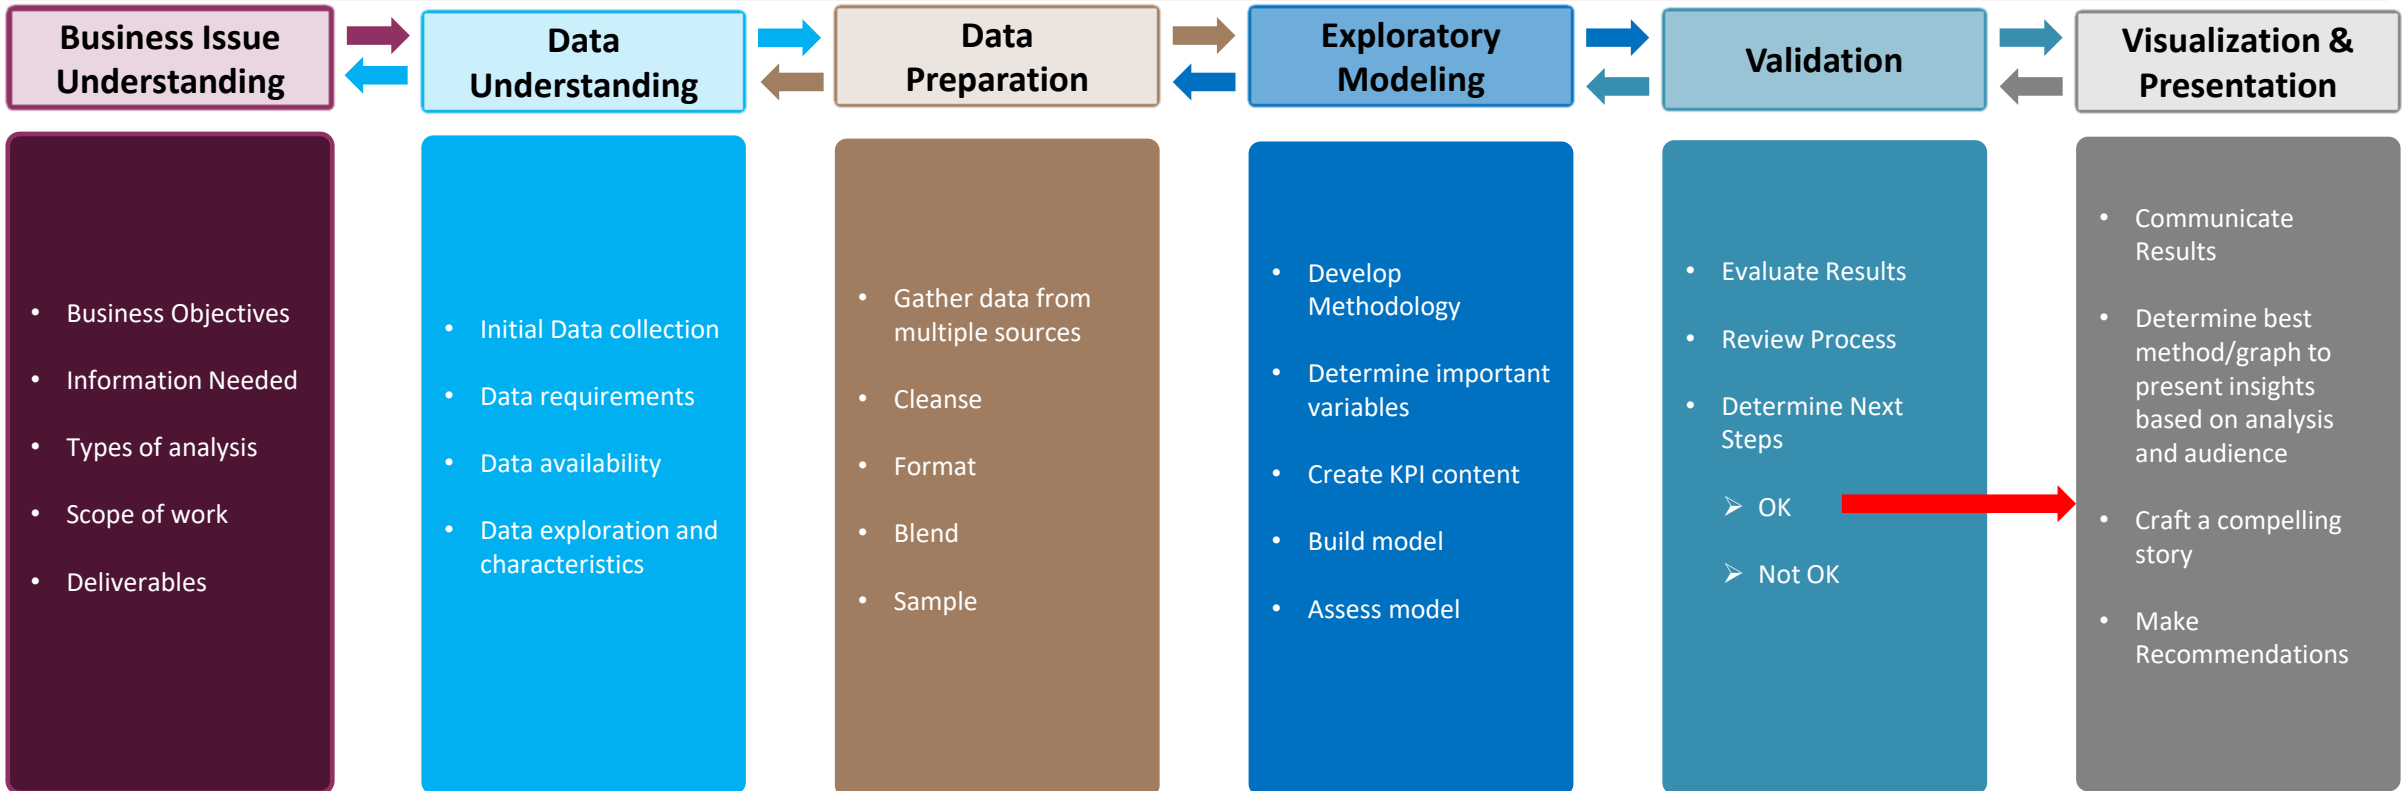 Business Issue
Understanding
Data
Understanding
Data
Preparation
Exploratory
Modeling
Validation
Visualization &
Presentation
• Business Objectives
• Information Needed
• Types of analysis
• Scope of work
• Deliverables
• Initial Data collection
• Data requirements
• Data availability
• Data exploration and
characteristics
• Gather data from
multiple sources
• Cleanse
• Format
• Blend
• Sample
• Develop
Methodology
• Determine important
variables
• Create KPI content
• Build model
• Assess model
• Evaluate Results
• Review Process
• Determine Next
Steps
➢ OK
➢ Not OK
• Communicate
Results
• Determine best
method/graph to
present insights
based on analysis
and audience
• Craft a compelling
story
• Make
Recommendations